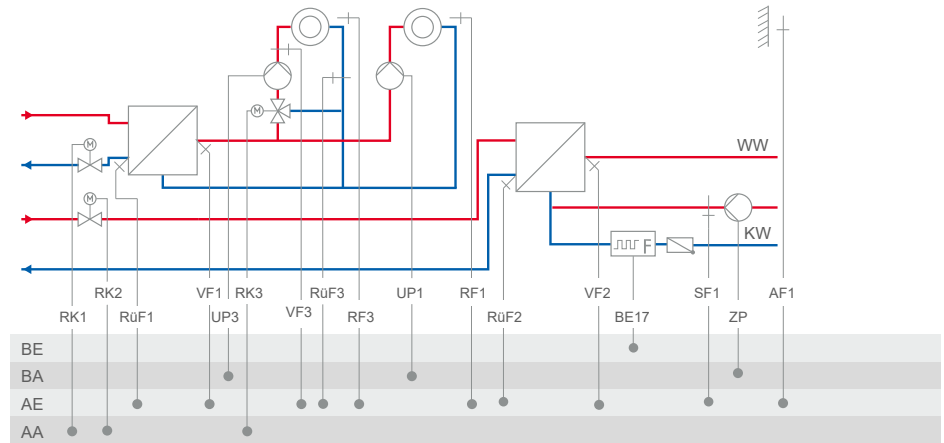 M
WW
M
M
F
KW
RK2 VF1 RK3 RüF3 UP1 RF1 VF2 SF1 AF1
RK1 RüF1 UP3 VF3 RF3 RüF2 BE17 ZP
BE
BA
AE
AA